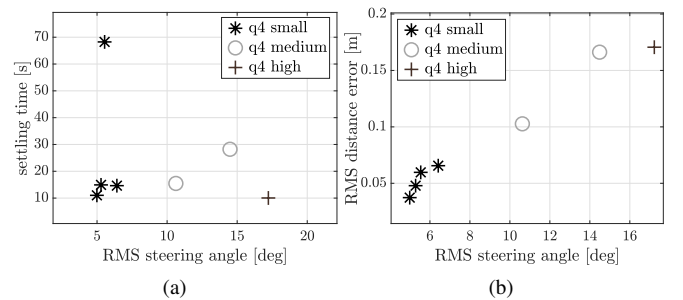 settling time [s]
70
60
50
40
30
20
10
5
10
15
20
RMS steering angle [deg]
q4 small
q4 medium
q4 high
(a)
RMS distance error [m]
0.2
0.15
0.1
0.05
6
8
10
12
14
16
RMS steering angle [deg]
q4 small
q4 medium
q4 high
(b)